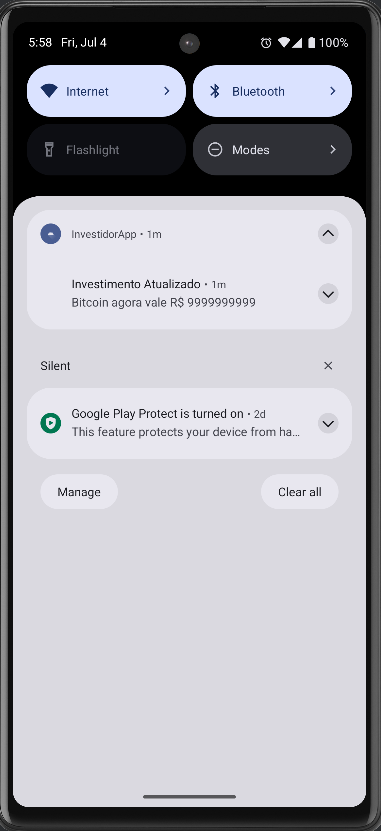 5:58 Fri, Jul 4 100%
Internet
Bluetooth
Flashlight
Modes
InvestidorApp • 1m
Investimento Atualizado • 1m
Bitcoin agora vale R$ 9999999999
Silent
Google Play Protect is turned on • 2d
This feature protects your device from ha…
Manage
Clear all